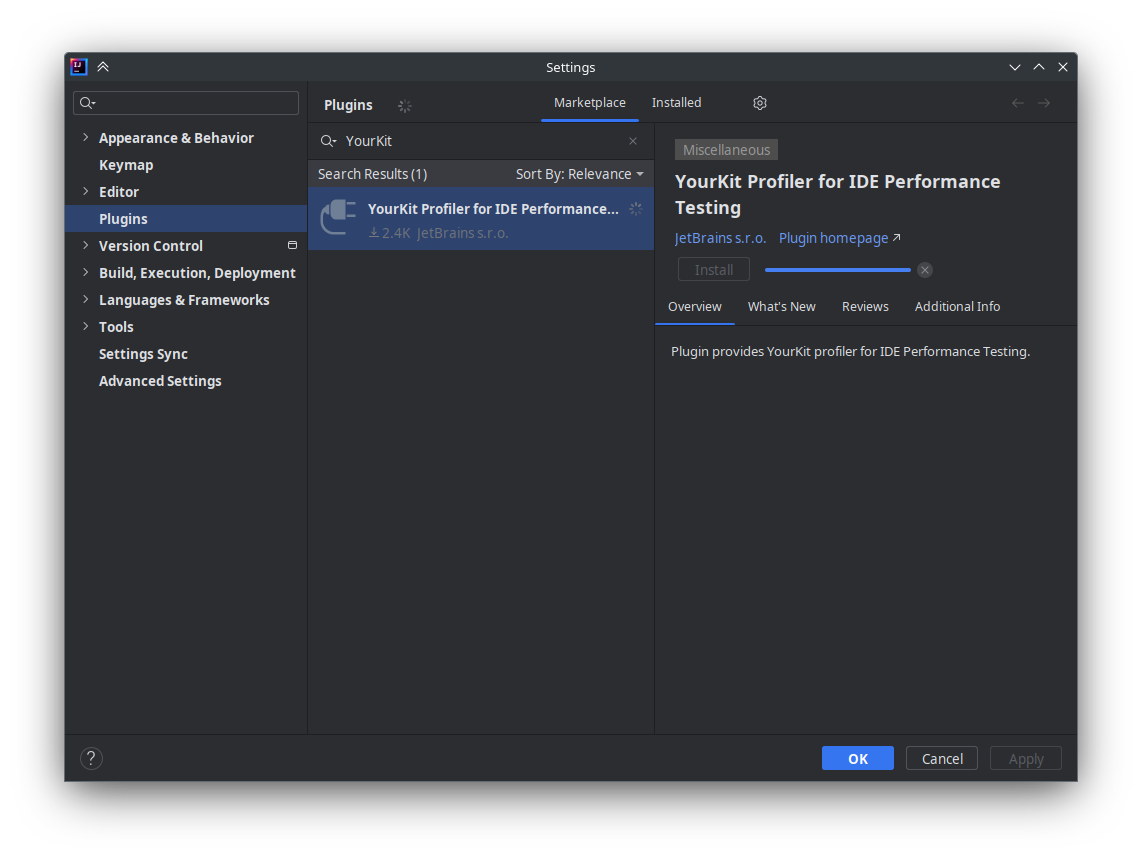 Settings
Plugins
Marketplace
Installed
Appearance & Behavior
Keymap
Editor
Plugins
Version Control
Build, Execution, Deployment
Languages & Frameworks
Tools
Settings Sync
Advanced Settings
YourKit
Search Results (1)
Sort By: Relevance
YourKit Profiler for IDE Performance...
2.4K JetBrains s.r.o.
Miscellaneous
YourKit Profiler for IDE Performance
Testing
JetBrains s.r.o. Plugin homepage
Install
Overview
What's New
Reviews
Additional Info
Plugin provides YourKit profiler for IDE Performance Testing.
?
OK
Cancel
Apply